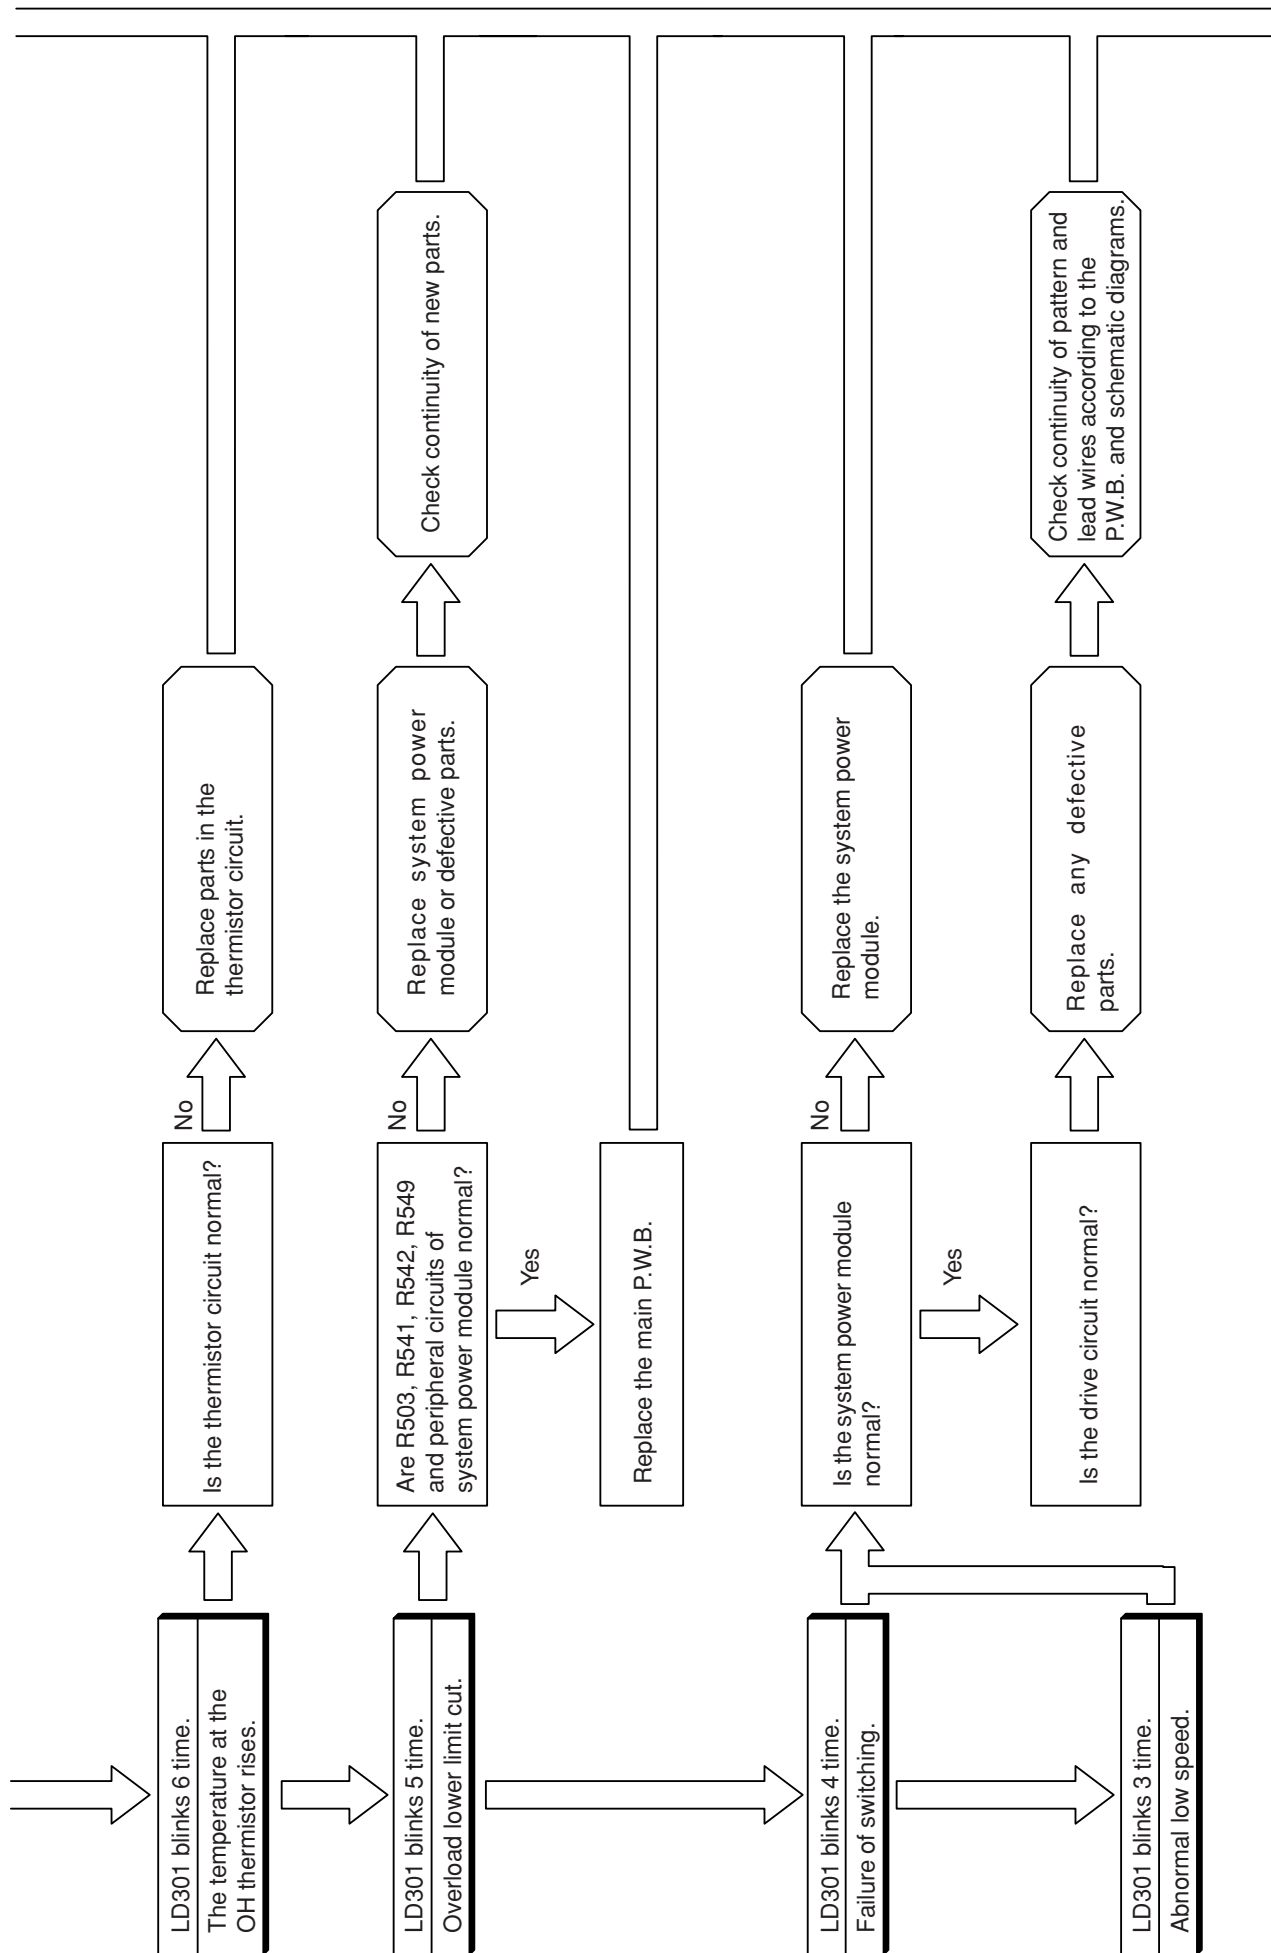 LD301 blinks 6 time.
The temperature at the
OH thermistor rises.
Is the thermistor circuit normal?
No
Replace parts in the
thermistor circuit.
LD301 blinks 5 time.
Overload lower limit cut.
Are R503, R541, R542, R549
and peripheral circuits of
system power module normal?
No
Replace system power
module or defective parts.
Check continuity of new parts.
Yes
Replace the main P.W.B.
LD301 blinks 4 time.
Failure of switching.
Is the system power module
normal?
No
Replace the system power
module.
Yes
LD301 blinks 3 time.
Abnormal low speed.
Is the drive circuit normal?
Replace any defective
parts.
Check continuity of pattern and
lead wires according to the
P.W.B. and schematic diagrams.